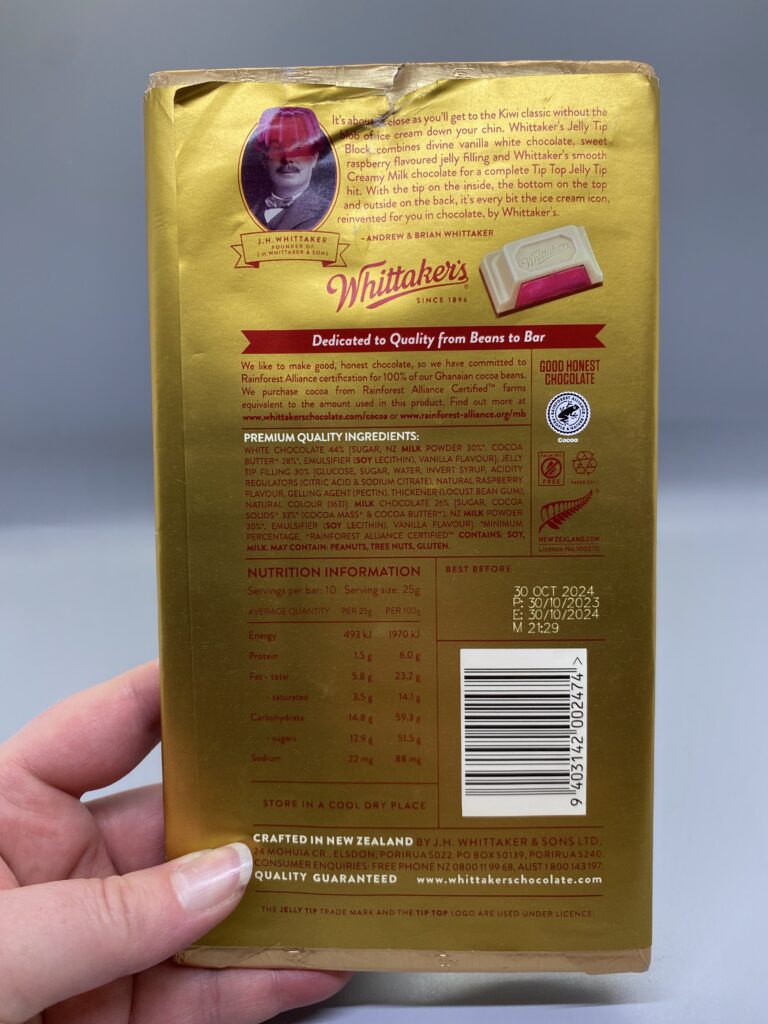 It's about as close as you'll get to the Kiwi classic without the
blob of ice cream down your chin. Whittaker's Jelly Tip
Block combines divine vanilla white chocolate, sweet
raspberry flavoured jelly filling and Whittaker's smooth
Creamy Milk chocolate for a complete Tip Top Jelly Tip
hit. With the tip on the inside, the bottom on the top
and outside on the back, it's every bit the ice cream icon,
reinvented for you in chocolate, by Whittaker's.
~ANDREW & BRIAN WHITTAKER
J.H. WHITTAKER
FOUNDER OF
J.H WHITTAKER & SONS
Whittaker's
SINCE 1896
Whittaker's
Dedicated to Quality from Beans to Bar
We like to make good, honest chocolate, so we have committed to
Rainforest Alliance certification for 100% of our Ghanaian cocoa beans.
We purchase cocoa from Rainforest Alliance Certified™ farms
equivalent to the amount used in this product. Find out more at
www.whittakerschocolate.com/cocoa or www.rainforest-alliance.org/mb
GOOD HONEST
CHOCOLATE
Cocoa
PREMIUM QUALITY INGREDIENTS:
WHITE CHOCOLATE 44% [SUGAR, NZ MILK POWDER 30%*, COCOA
BUTTER^ 28%*, EMULSIFIER (SOY LECITHIN), VANILLA FLAVOUR], JELLY
TIP FILLING 30% [GLUCOSE, SUGAR, WATER, INVERT SYRUP, ACIDITY
REGULATORS (CITRIC ACID & SODIUM CITRATE), NATURAL RASPBERRY
FLAVOUR, GELLING AGENT (PECTIN), THICKENER (LOCUST BEAN GUM),
NATURAL COLOUR (163)]; MILK CHOCOLATE 26% [SUGAR, COCOA
SOLIDS* 33%* (COCOA MASS^ & COCOA BUTTER^), NZ MILK POWDER
30%*, EMULSIFIER (SOY LECITHIN), VANILLA FLAVOUR]. *MINIMUM
PERCENTAGE. ^RAINFOREST ALLIANCE CERTIFIED™ CONTAINS: SOY,
MILK. MAY CONTAIN: PEANUTS, TREE NUTS, GLUTEN.
FREE
NEWZEALAND.COM
Licence No.100070
NUTRITION INFORMATION
Servings per bar: 10 Serving size: 25g
AVERAGE QUANTITY PER 25g PER 100g
Energy 493 kJ 1970 kJ
Protein 1.5 g 6.0 g
Fat - total 5.8 g 23.2 g
- saturated 3.5 g 14.1 g
Carbohydrate 14.8 g 59.3 g
- sugars 12.9 g 51.5 g
Sodium 22 mg 88 mg
STORE IN A COOL DRY PLACE
BEST BEFORE
30 OCT 2024
P: 30/10/2023
E: 30/10/2024
M 21:29
9 403142 002474 >
CRAFTED IN NEW ZEALAND BY J.H. WHITTAKER & SONS LTD,
24 MOHUIA CR., ELSDON, PORIRUA 5022. PO BOX 50139, PORIRUA 5240.
CONSUMER ENQUIRIES: FREE PHONE NZ 0800 11 99 68, AUST 1 800 143 197.
QUALITY GUARANTEED www.whittakerschocolate.com
THE JELLY TIP TRADE MARK AND THE TIP TOP LOGO ARE USED UNDER LICENCE.